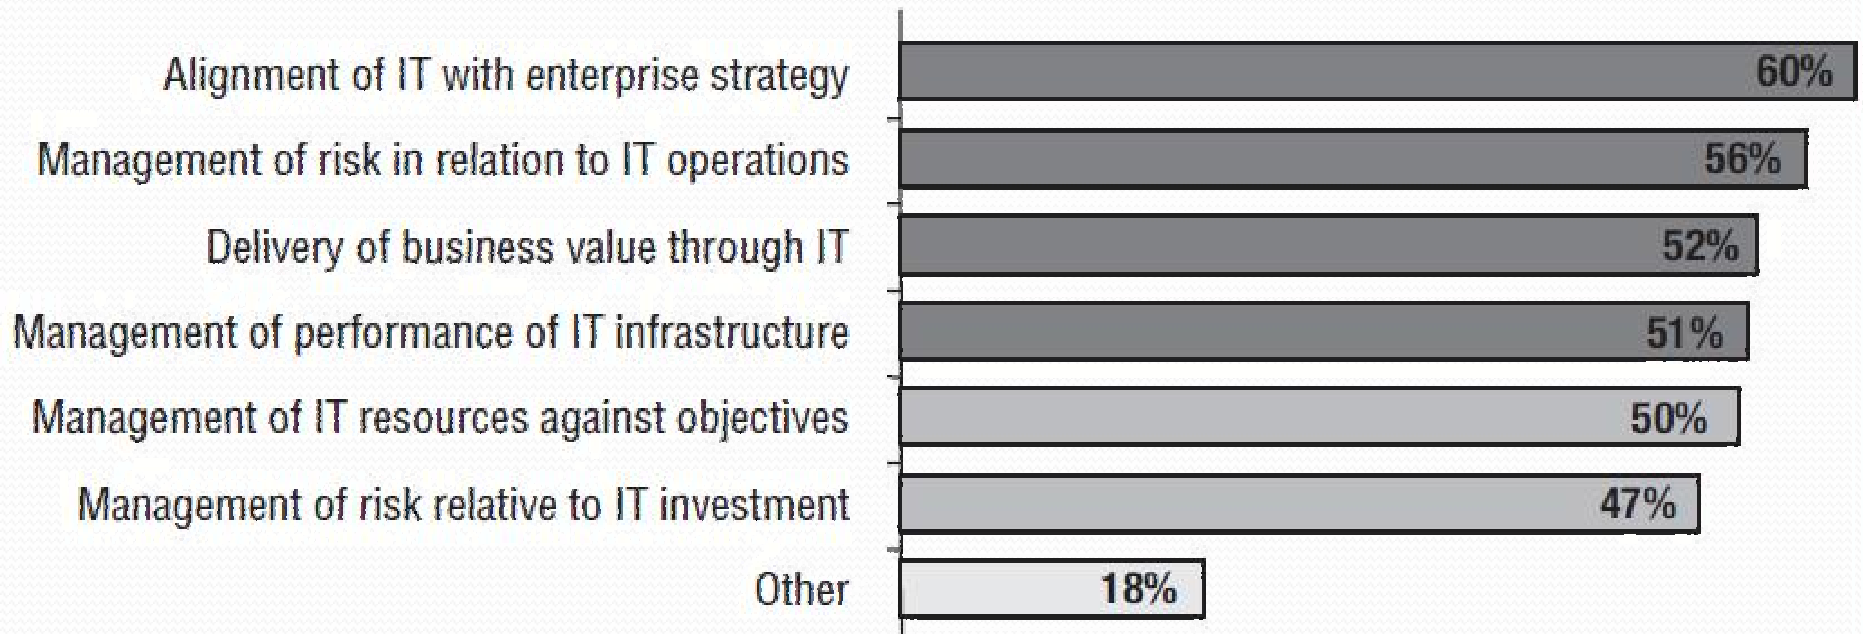 Alignment of IT with enterprise strategy 60%
Management of risk in relation to IT operations 56%
Delivery of business value through IT 52%
Management of performance of IT infrastructure 51%
Management of IT resources against objectives 50%
Management of risk relative to IT investment 47%
Other 18%